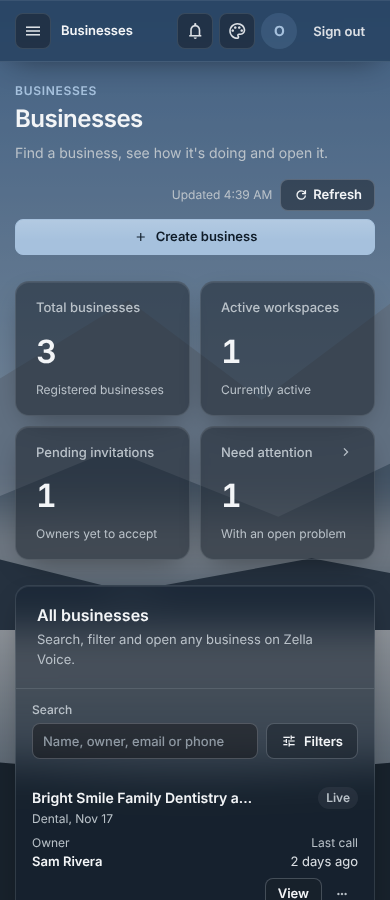 Businesses
O
Sign out
BUSINESSES
Businesses
Find a business, see how it's doing and open it.
Updated 4:39 AM
Refresh
+ Create business
Total businesses
3
Registered businesses
Active workspaces
1
Currently active
Pending invitations
1
Owners yet to accept
Need attention
1
With an open problem
All businesses
Search, filter and open any business on Zella
Voice.
Search
Name, owner, email or phone
Filters
Bright Smile Family Dentistry a...
Live
Dental, Nov 17
Owner
Last call
Sam Rivera
2 days ago
View
...